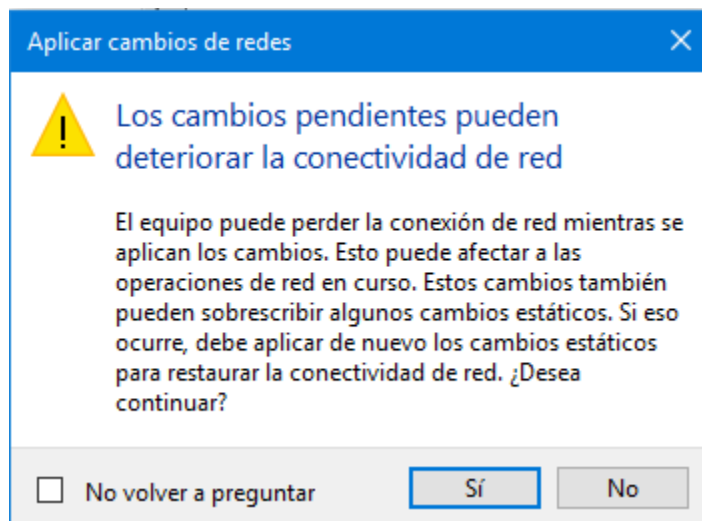 Aplicar cambios de redes
Los cambios pendientes pueden
deteriorar la conectividad de red
El equipo puede perder la conexión de red mientras se
aplican los cambios. Esto puede afectar a las
operaciones de red en curso. Estos cambios también
pueden sobrescribir algunos cambios estáticos. Si eso
ocurre, debe aplicar de nuevo los cambios estáticos
para restaurar la conectividad de red. ¿Desea
continuar?
No volver a preguntar
Sí
No